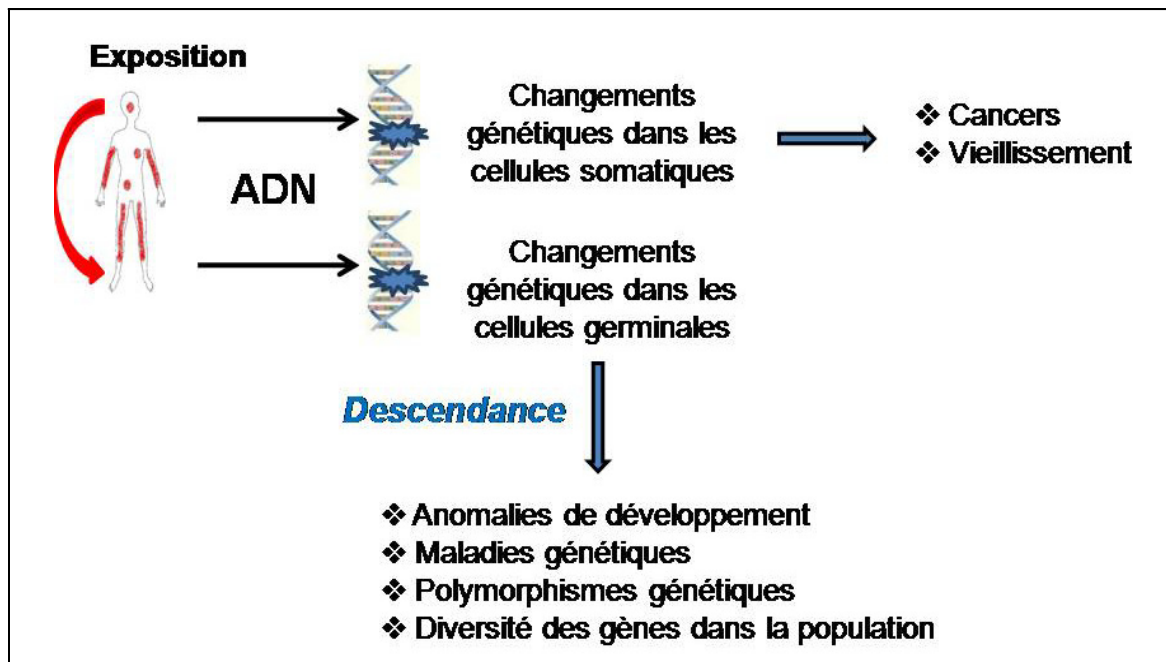 Exposition
ADN
Changements
génétiques dans les
cellules somatiques
❖ Cancers
❖ Vieillissement
Changements
génétiques dans les
cellules germinales
Descendance
❖ Anomalies de développement
❖ Maladies génétiques
❖ Polymorphismes génétiques
❖ Diversité des gènes dans la population